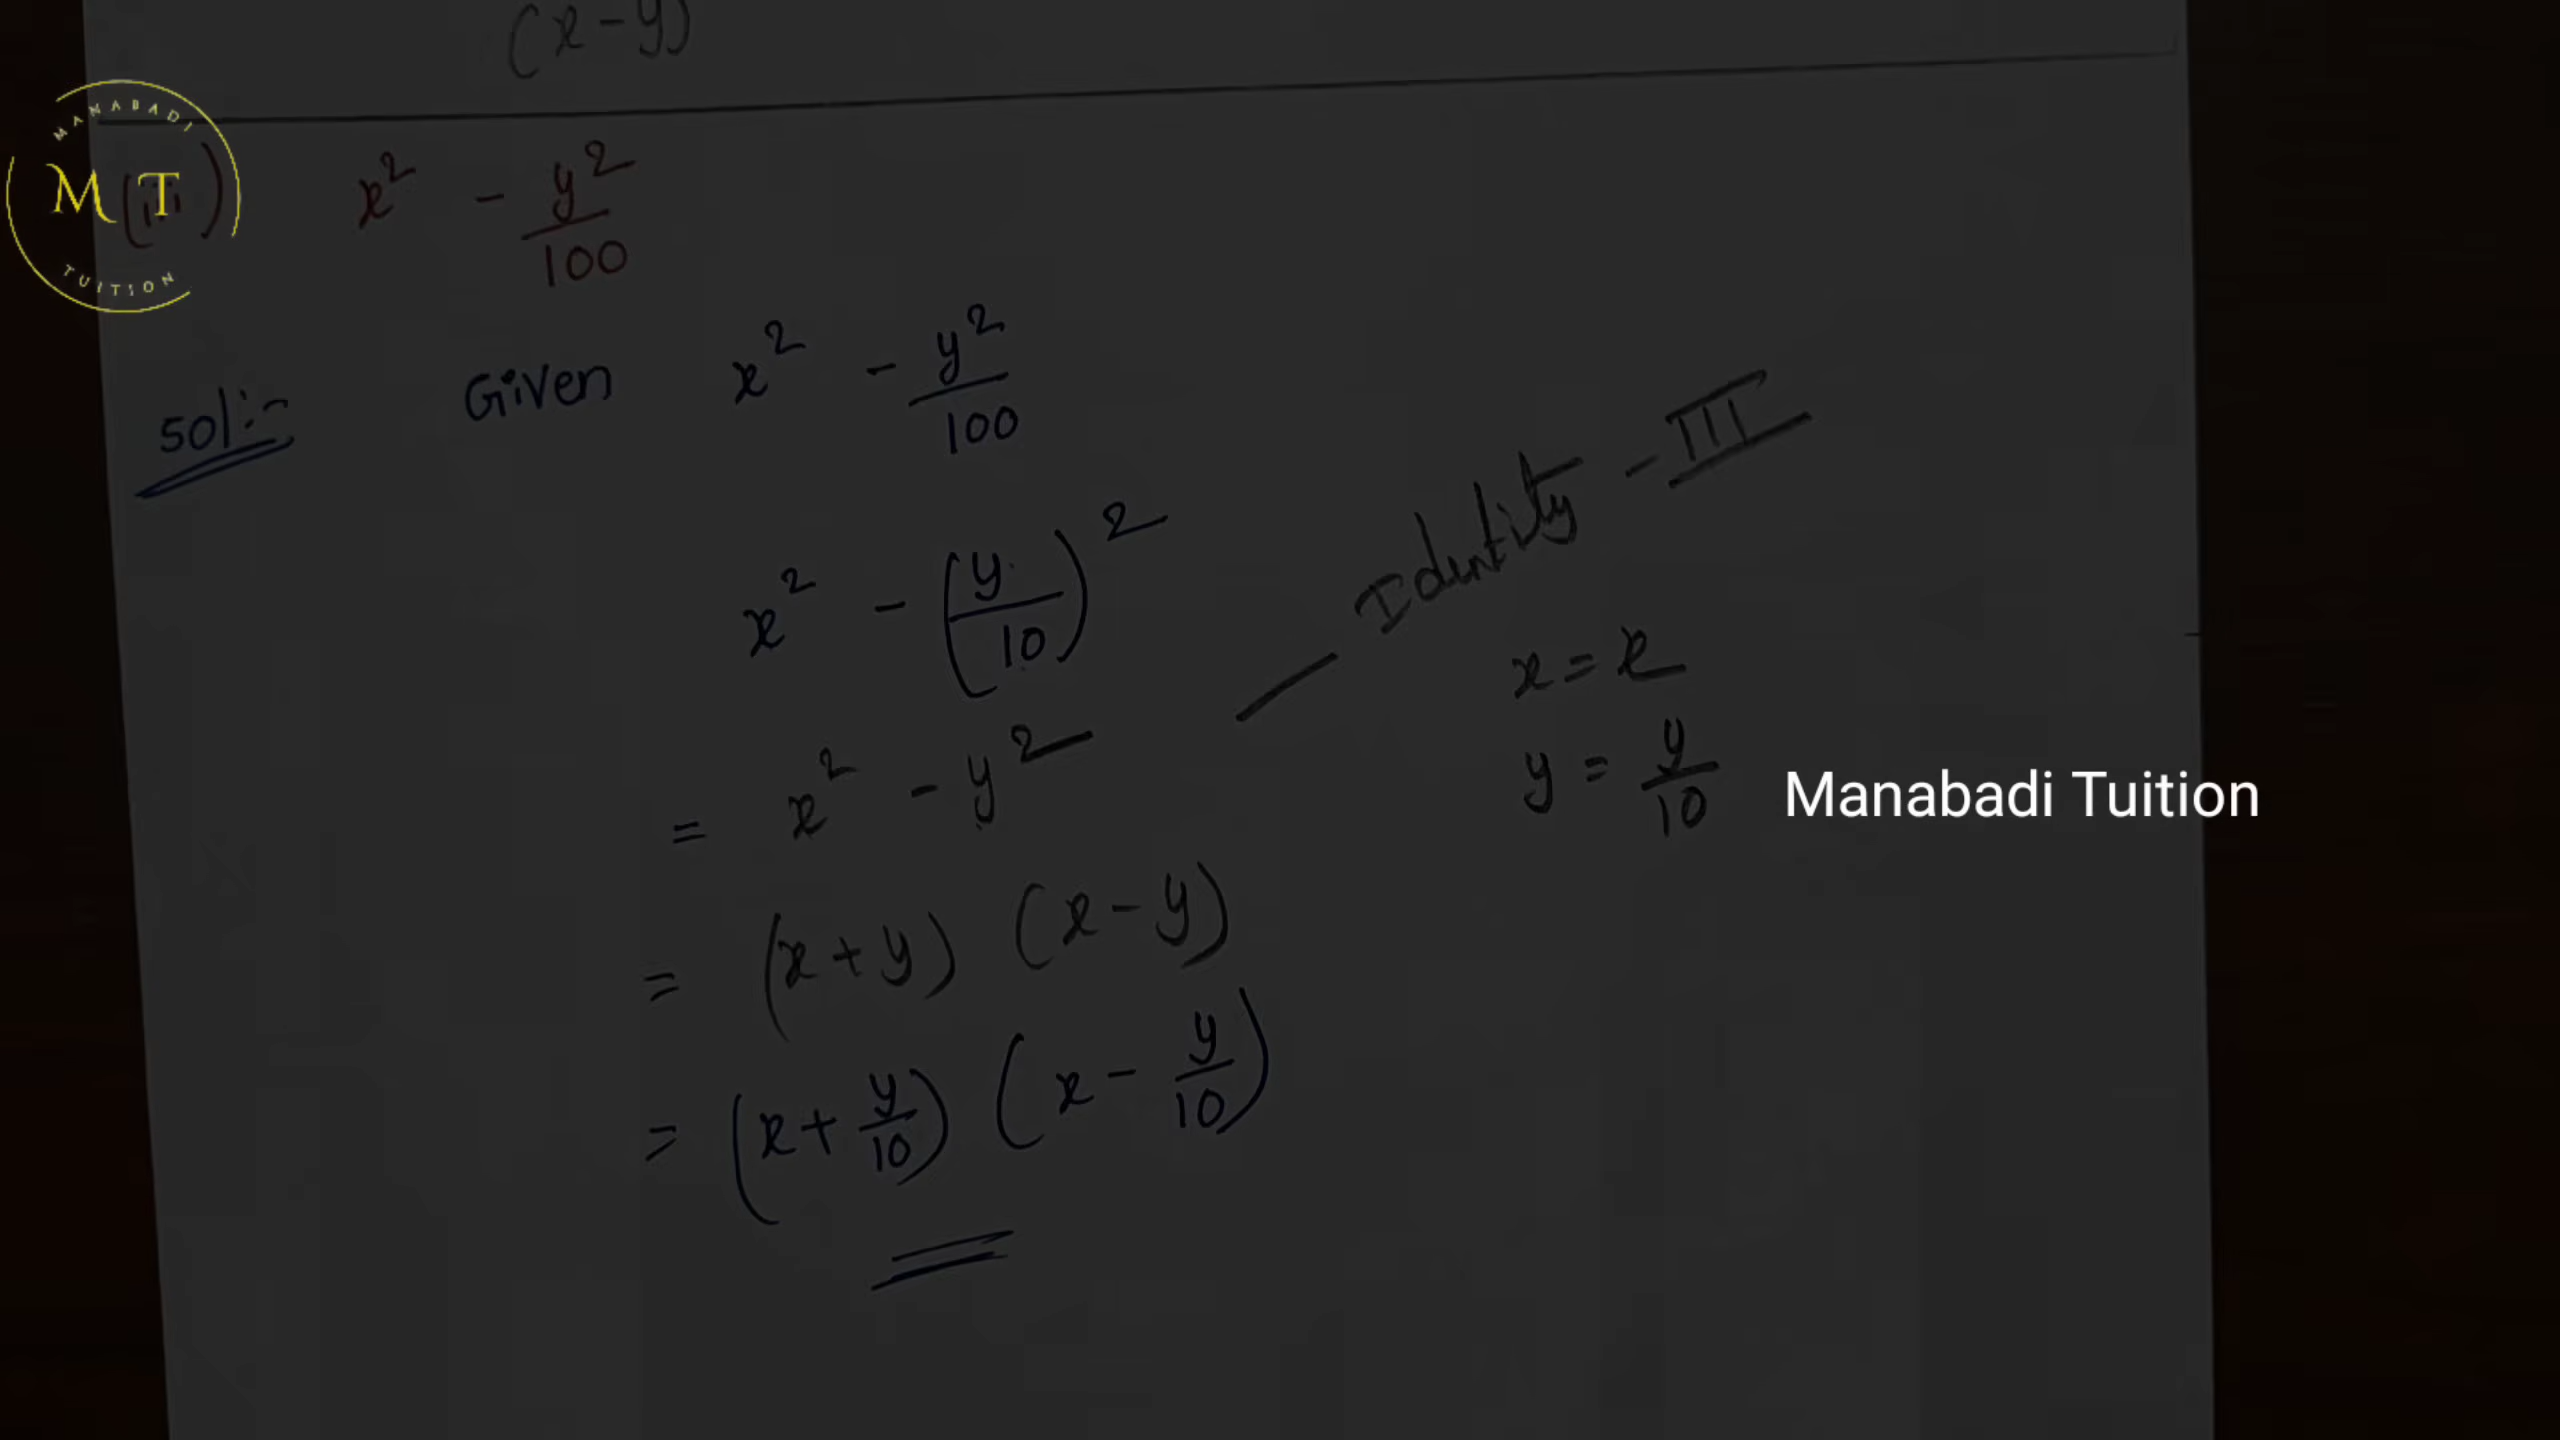 (x-y)
MANABADI
M T
TUITION
(iii) x² - y²/100
Sol:- Given x² - y²/100
x² - (y/10)² — Identity - III
x = x
= x² - y²
y = y/10
Manabadi Tuition
= (x+y) (x-y)
= (x + y/10) (x - y/10)